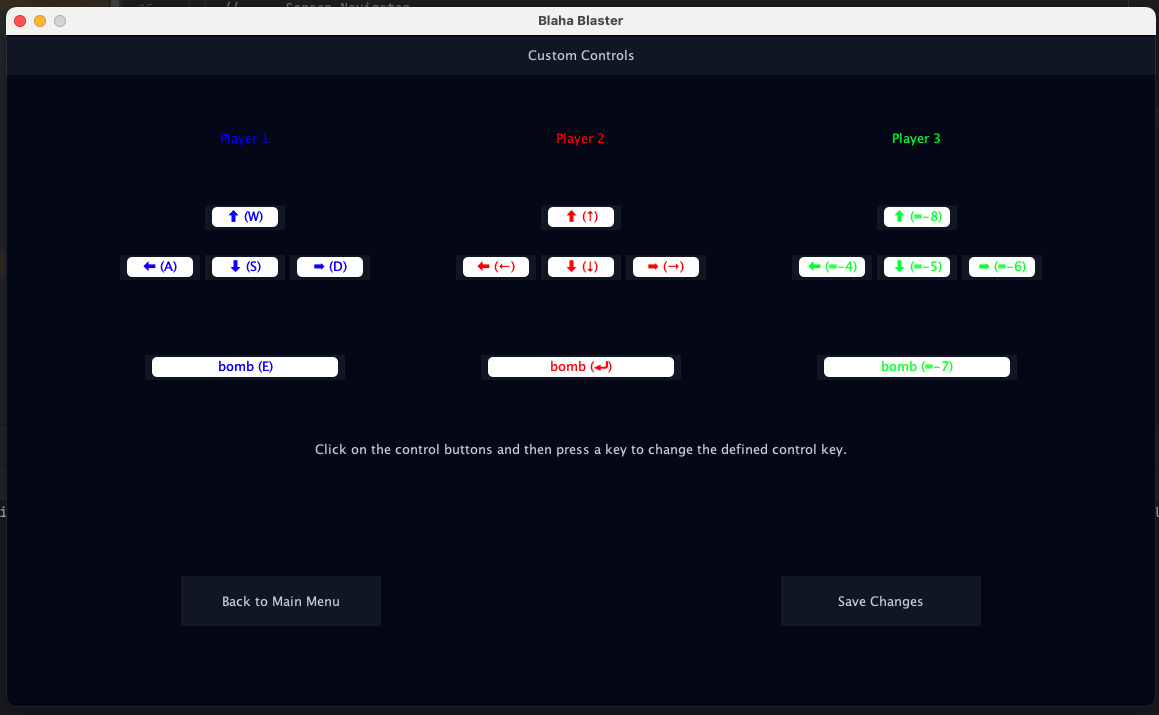 Blaha Blaster
Custom Controls
Player 1 Player 2 Player 3
⬆ (W) ⬆ (↑) ⬆ (⌨-8)
⬅ (A) ⬇ (S) ➡ (D) ⬅ (←) ⬇ (↓) ➡ (→) ⬅ (⌨-4) ⬇ (⌨-5) ➡ (⌨-6)
bomb (E) bomb (⏎) bomb (⌨-7)
Click on the control buttons and then press a key to change the defined control key.
Back to Main Menu Save Changes